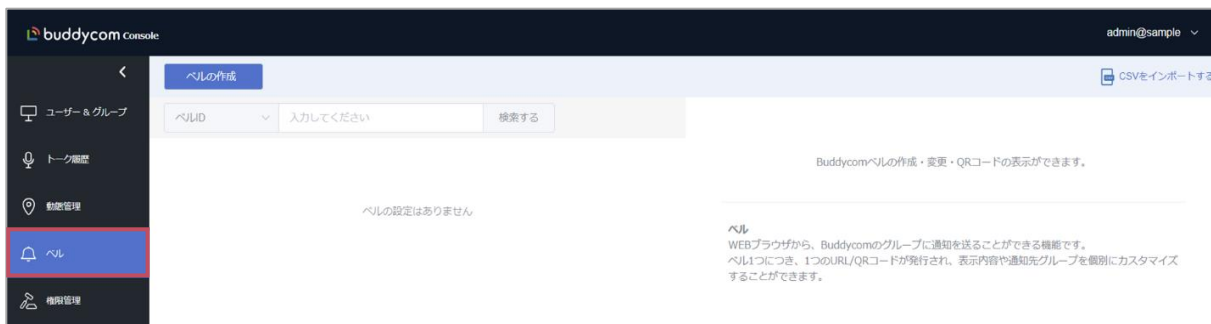 buddycom Console
admin@sample
ベルの作成
CSVをインポートする
ユーザー & グループ
ベルID
入力してください
検索する
トーク履歴
Buddycomベルの作成・変更・QRコードの表示ができます。
動態管理
ベルの設定はありません
ベル
ベル
WEBブラウザから、Buddycomのグループに通知を送ることができる機能です。
ベル1つにつき、1つのURL/QRコードが発行され、表示内容や通知先グループを個別にカスタマイズ
することができます。
権限管理